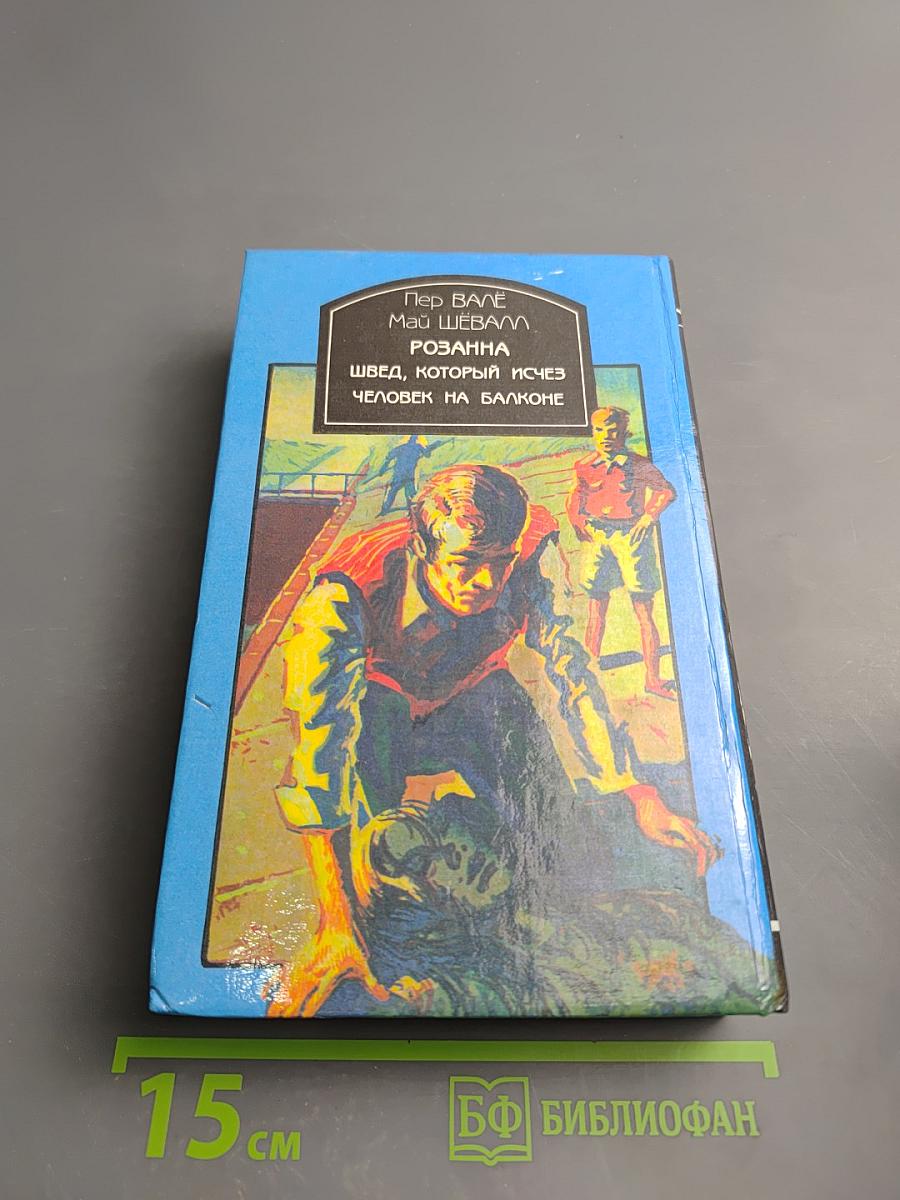 Пер ВАЛЁ
Май ШЁВАЛЛ
РОЗАННА
ШВЕД, КОТОРЫЙ ИСЧЕЗ
ЧЕЛОВЕК НА БАЛКОНЕ
15 см
БФ БИБЛИОФАН